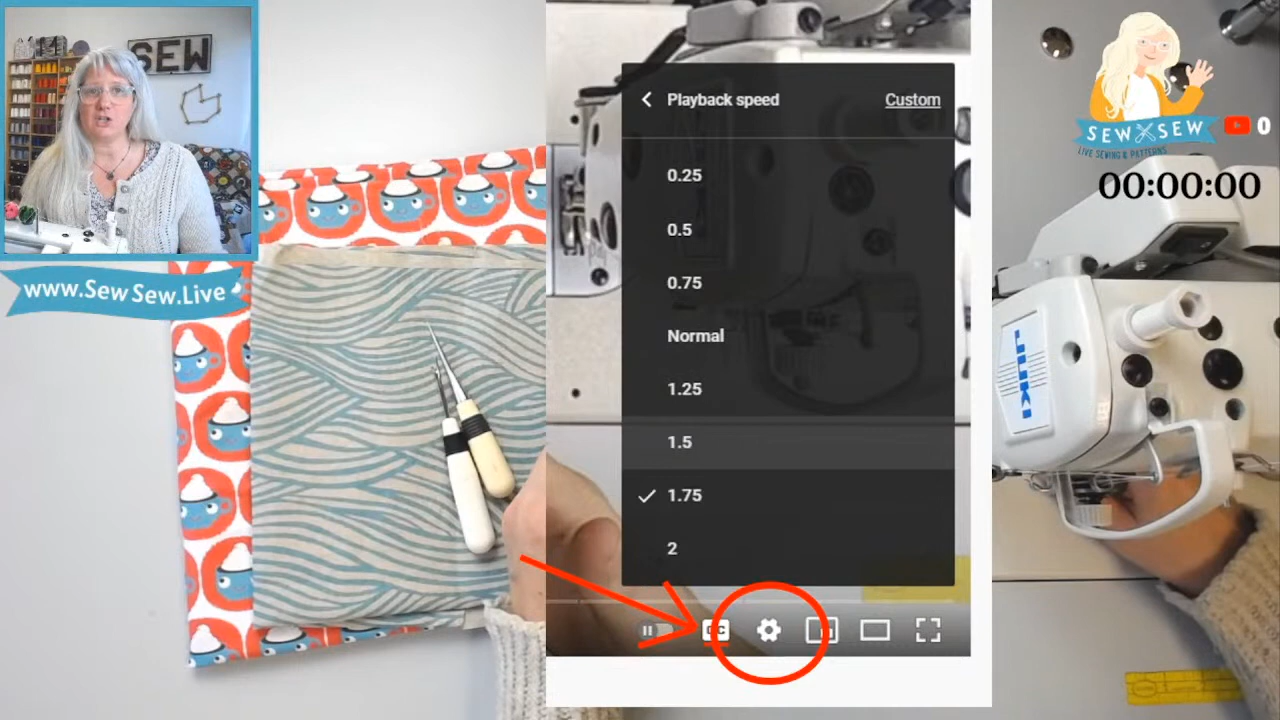 SEW
www.SewSew.Live
Playback speed
Custom
0.25
0.5
0.75
Normal
1.25
1.5
1.75
2
SEW SEW
LIVE SEWING & PATTERNS
0
00:00:00
JUKI